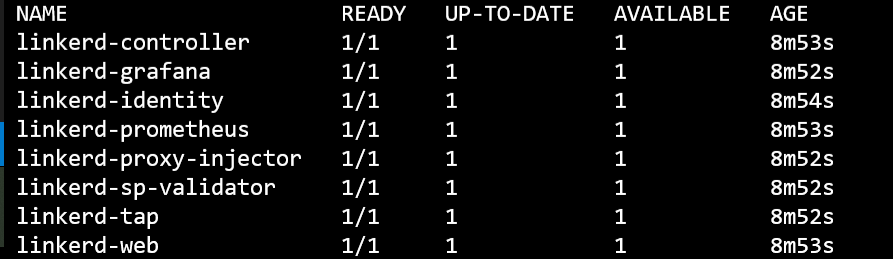 NAME READY UP-TO-DATE AVAILABLE AGE
linkerd-controller 1/1 1 1 8m53s
linkerd-grafana 1/1 1 1 8m52s
linkerd-identity 1/1 1 1 8m54s
linkerd-prometheus 1/1 1 1 8m53s
linkerd-proxy-injector 1/1 1 1 8m52s
linkerd-sp-validator 1/1 1 1 8m52s
linkerd-tap 1/1 1 1 8m52s
linkerd-web 1/1 1 1 8m53s